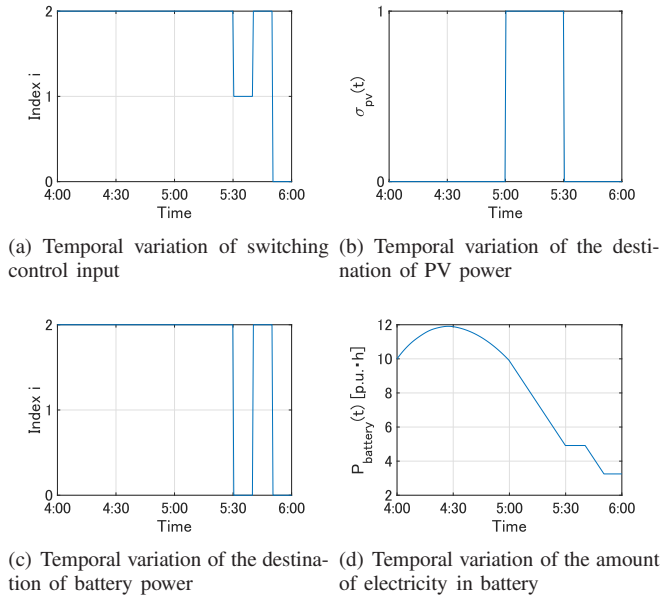 2
1
0
Index i
4:00 4:30 5:00 5:30 6:00
Time
(a) Temporal variation of switching
control input
1
0
σpv(t)
4:00 4:30 5:00 5:30 6:00
Time
(b) Temporal variation of the desti-
nation of PV power
2
1
0
Index i
4:00 4:30 5:00 5:30 6:00
Time
(c) Temporal variation of the destina-
tion of battery power
12
10
8
6
4
2
Pbattery(t) [p.u.・h]
4:00 4:30 5:00 5:30 6:00
Time
(d) Temporal variation of the amount
of electricity in battery